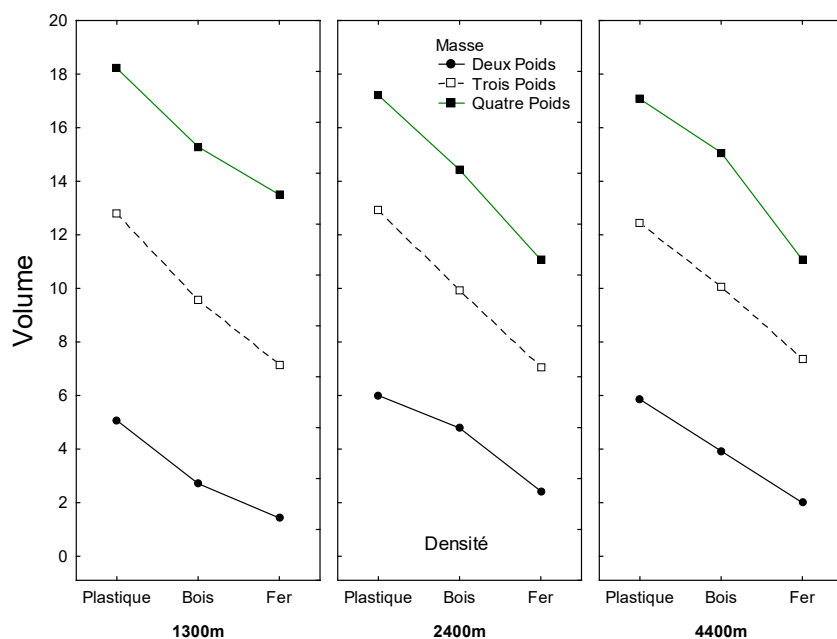 20
18
16
14
12
10
8
6
4
2
0
Volume
Masse
Deux Poids
Trois Poids
Quatre Poids
Densité
Plastique Bois Fer
Plastique Bois Fer
Plastique Bois Fer
1300m
2400m
4400m